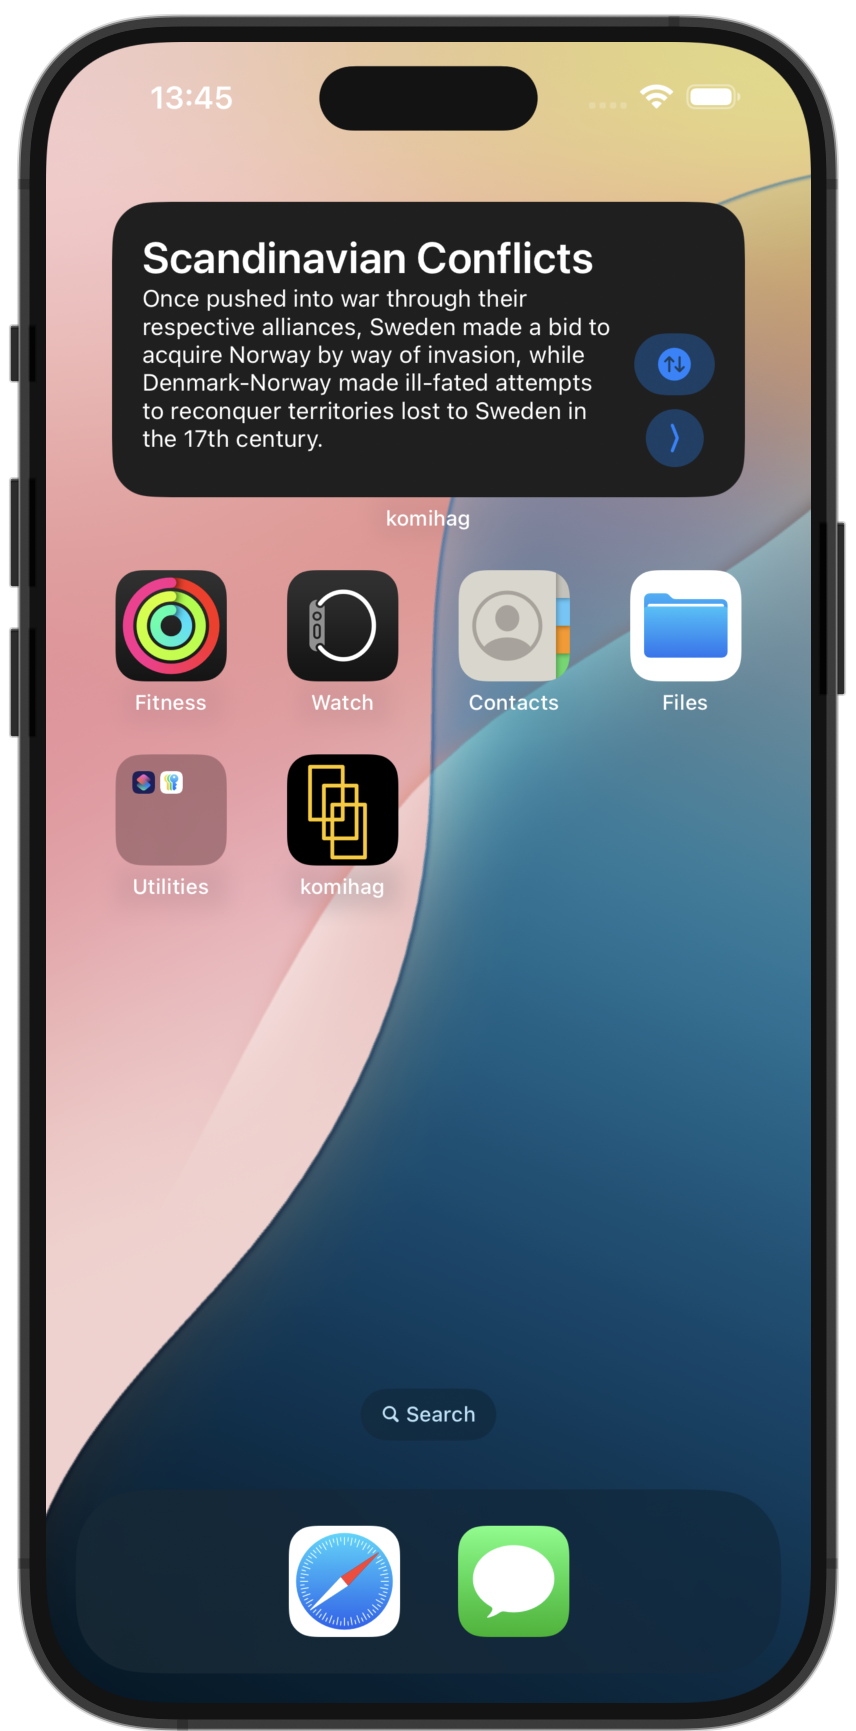 13:45
Scandinavian Conflicts
Once pushed into war through their
respective alliances, Sweden made a bid to
acquire Norway by way of invasion, while
Denmark-Norway made ill-fated attempts
to reconquer territories lost to Sweden in
the 17th century.
komihag
Fitness
Watch
Contacts
Files
Utilities
komihag
Search